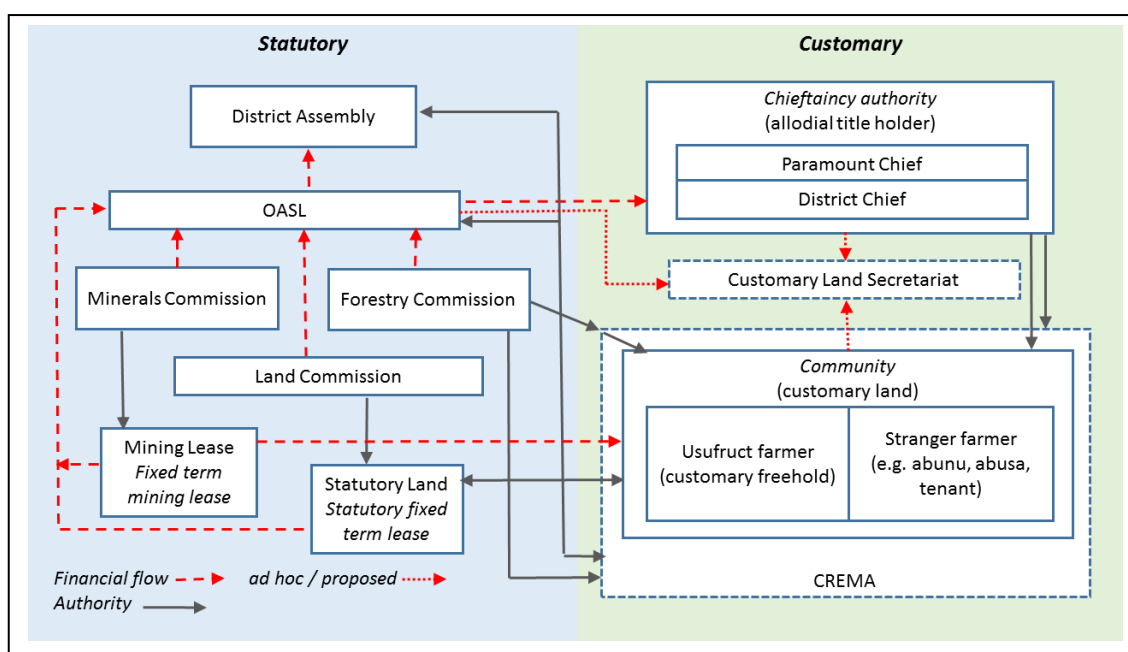 Statutory
Customary
District Assembly
Chieftaincy authority
(allodial title holder)
Paramount Chief
District Chief
OASL
Customary Land Secretariat
Minerals Commission
Forestry Commission
Land Commission
Community
(customary land)
Mining Lease
Fixed term
mining lease
Usufruct farmer
(customary freehold)
Stranger farmer
(e.g. abunu, abusa,
tenant)
Statutory Land
Statutory fixed
term lease
CREMA
Financial flow
ad hoc / proposed
Authority